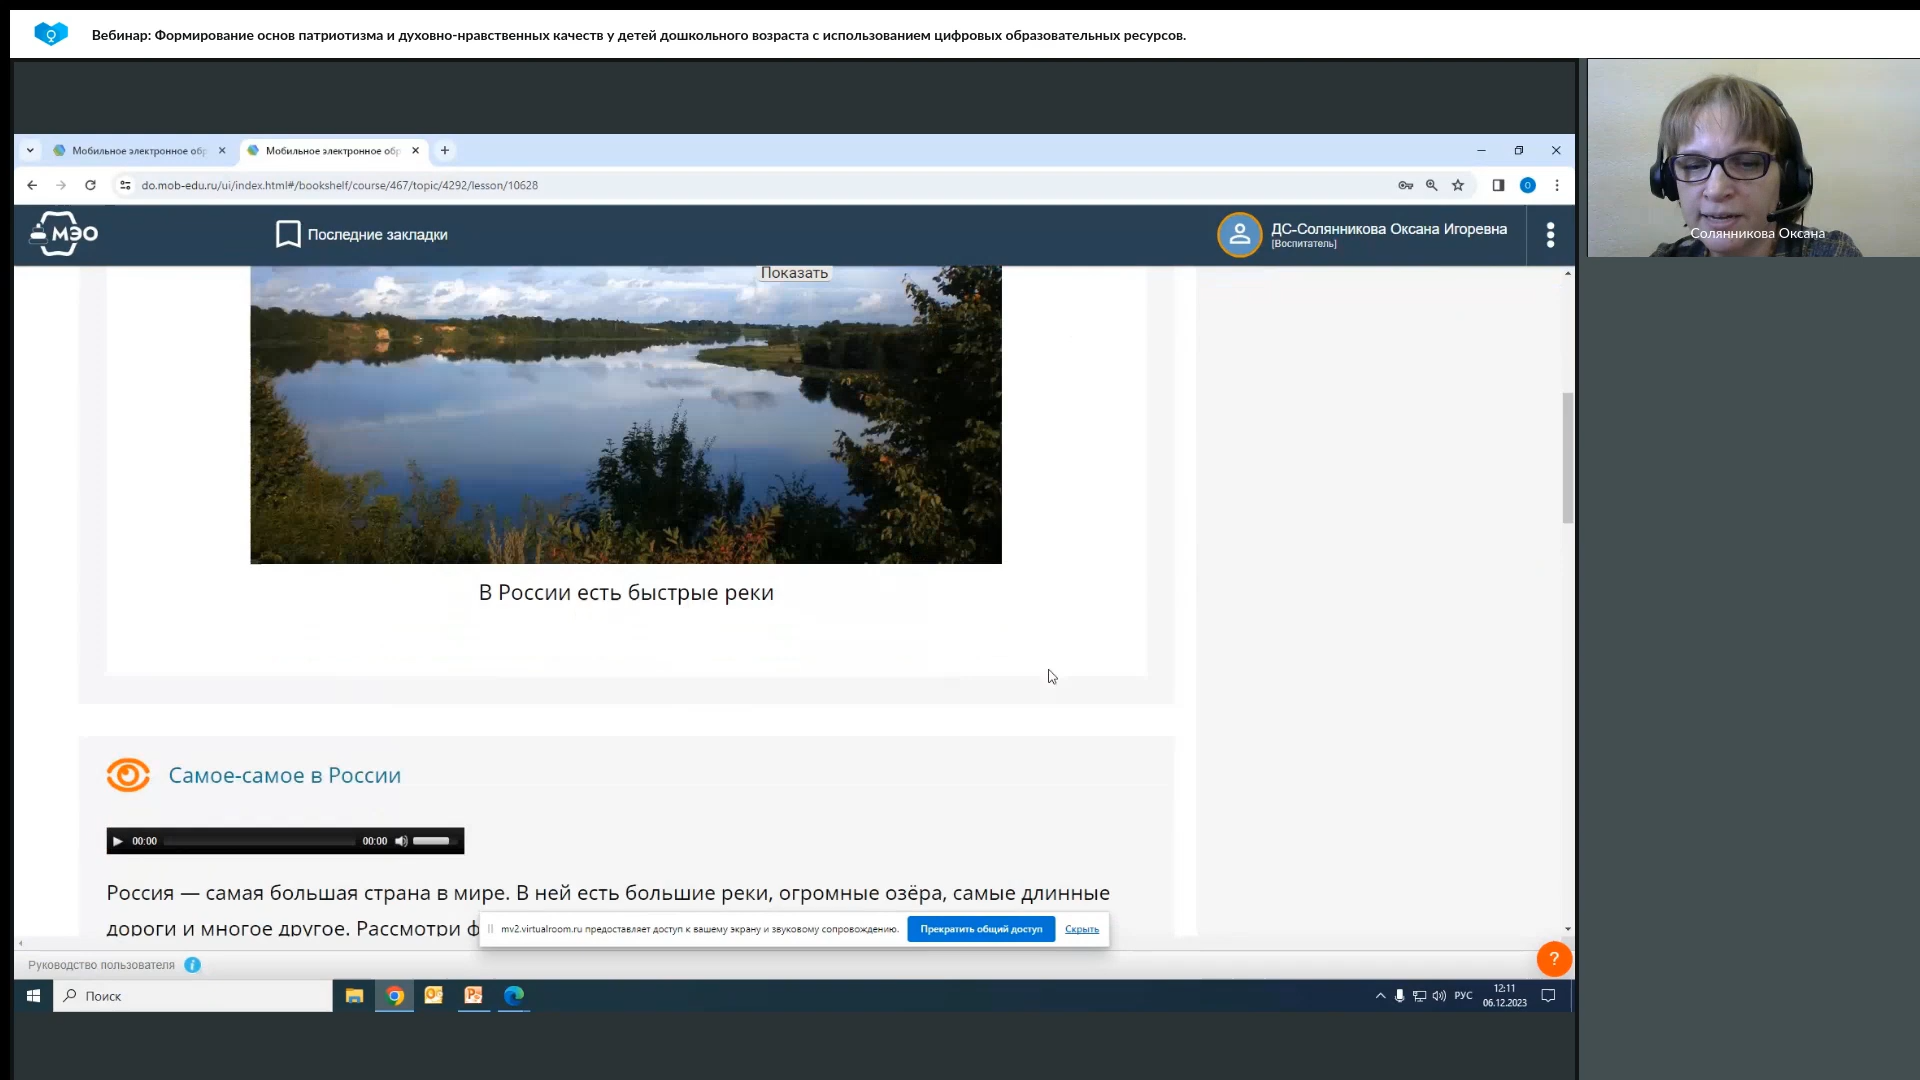 Вебинар: Формирование основ патриотизма и духовно-нравственных качеств у детей дошкольного возраста с использованием цифровых образовательных ресурсов.
Солянникова Оксана
Мобильное электронное обр
Мобильное электронное обр
do.mob-edu.ru/ui/index.html#/bookshelf/course/467/topic/4292/lesson/10628
МЭО
Последние закладки
ДС-Солянникова Оксана Игоревна
[Воспитатель]
Показать
В России есть быстрые реки
Самое-самое в России
00:00
00:00
Россия — самая большая страна в мире. В ней есть большие реки, огромные озёра, самые длинные
дороги и многое другое. Рассмотри ф
mv2.virtualroom.ru предоставляет доступ к вашему экрану и звуковому сопровождению.
Прекратить общий доступ
Скрыть
Руководство пользователя
?
Поиск
РУС
12:11
06.12.2023